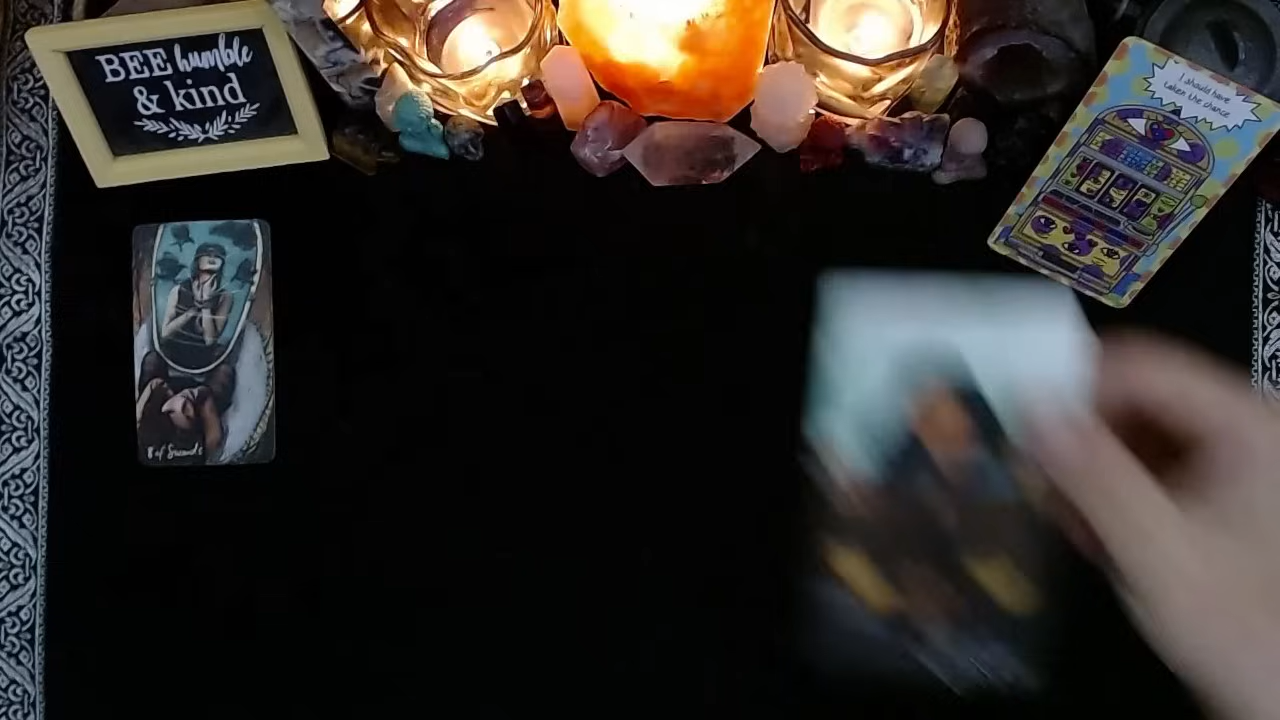 BEE humble
& kind
I should have
taken the chance
8 of Swords